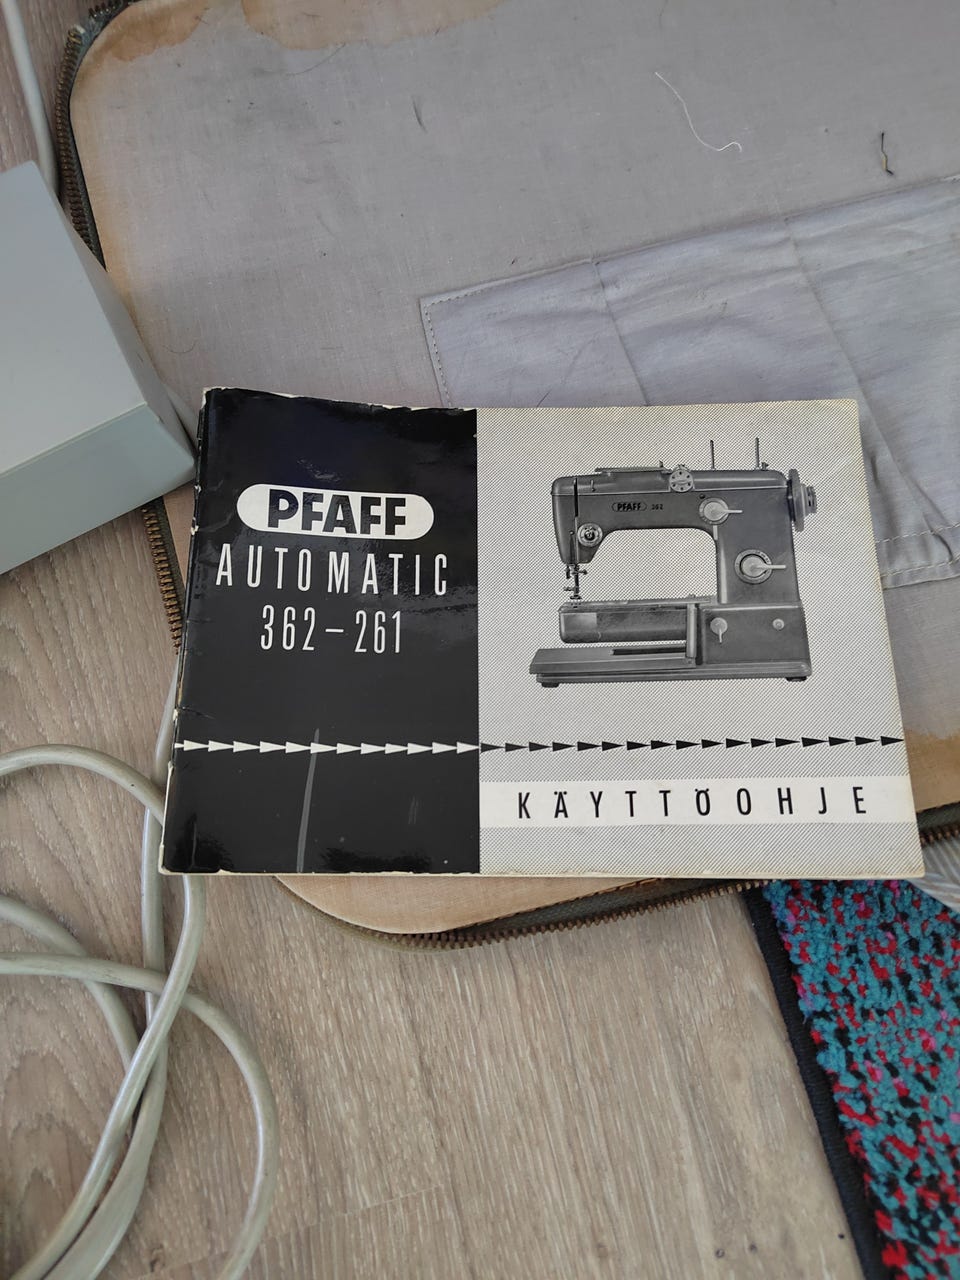 PFAFF
AUTOMATIC
362-261
PFAFF 362
KÄYTTÖOHJE